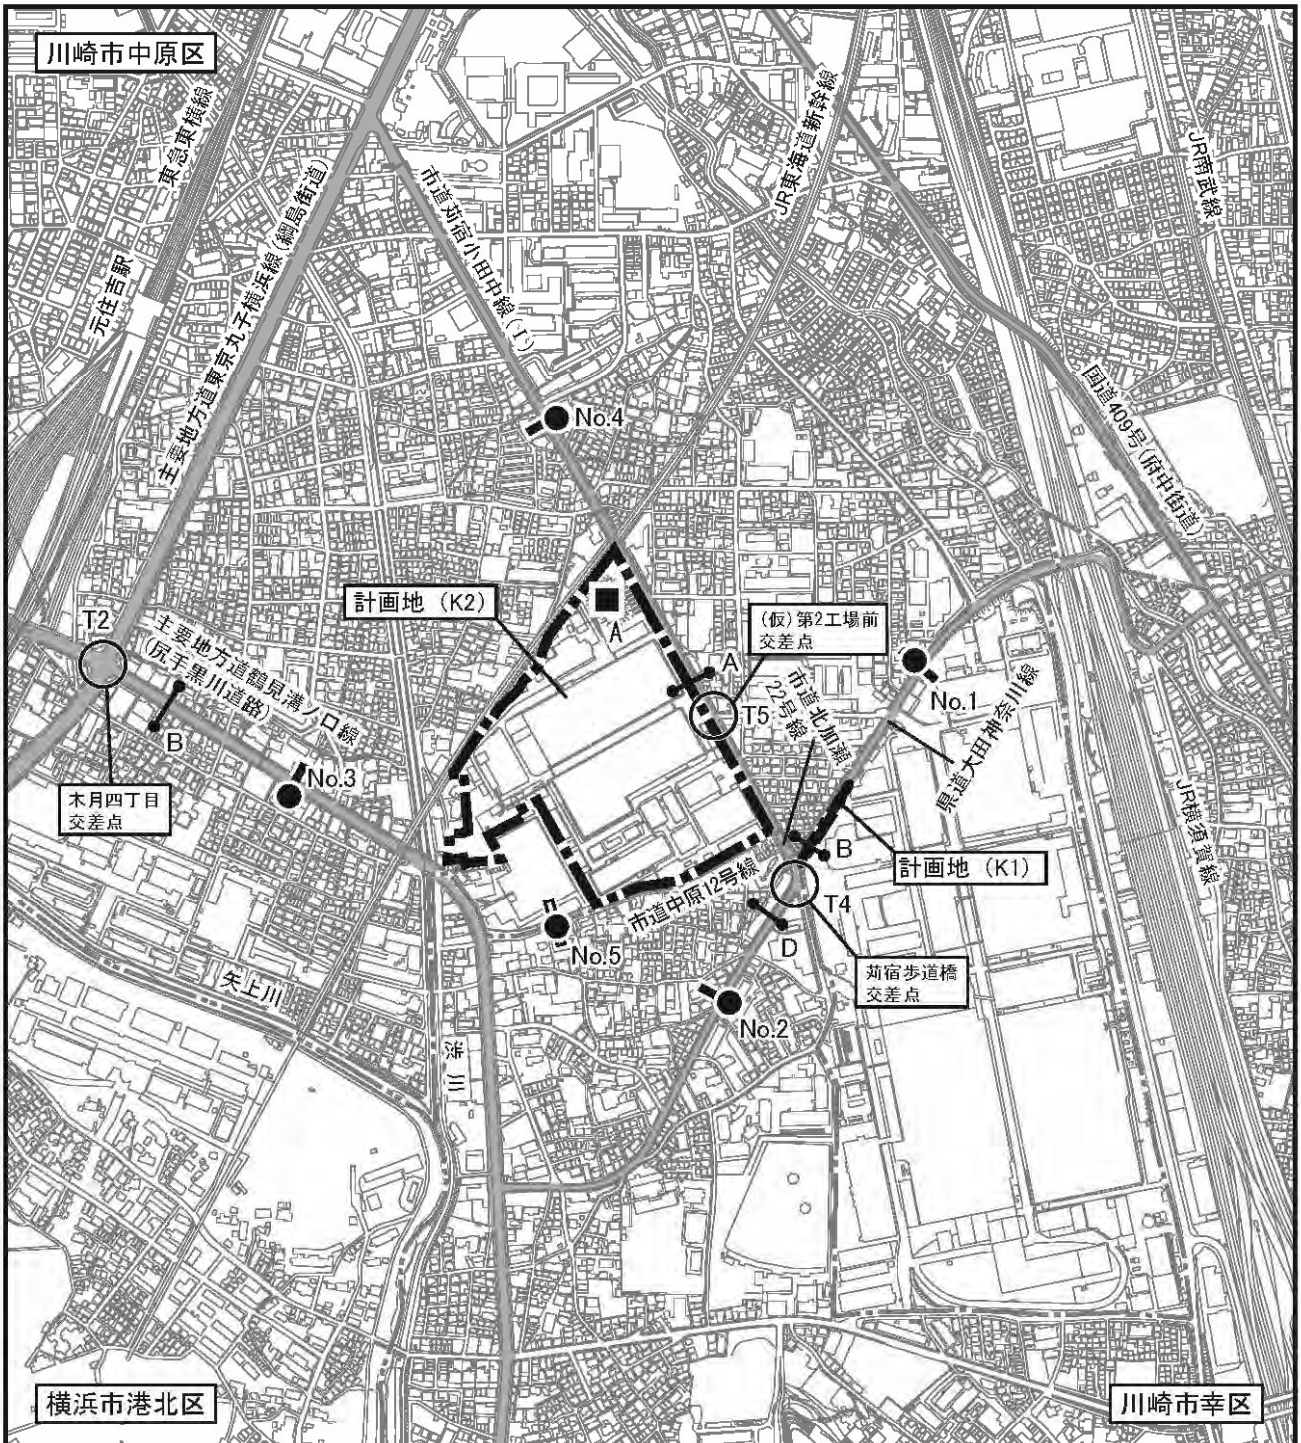 川崎市中原区
東急東横線
元住吉駅
主要地方道東京丸子横浜線(綱島街道)
市道苅宿小田中線(Ⅰ)
JR東海道新幹線
JR南武線
国道409号(府中街道)
No.4
計画地（K2）
A
(仮)第2工場前
交差点
T2
主要地方道鶴見溝ノ口線
(尻手黒川道路)
A
T5
市道北加瀬
22号線
No.1
県道大田神奈川線
B
No.3
木月四丁目
交差点
JR横須賀線
B
計画地（K1）
市道中原12号線
T4
D
No.5
苅宿歩道橋
交差点
矢上川
No.2
渋川
横浜市港北区
川崎市幸区